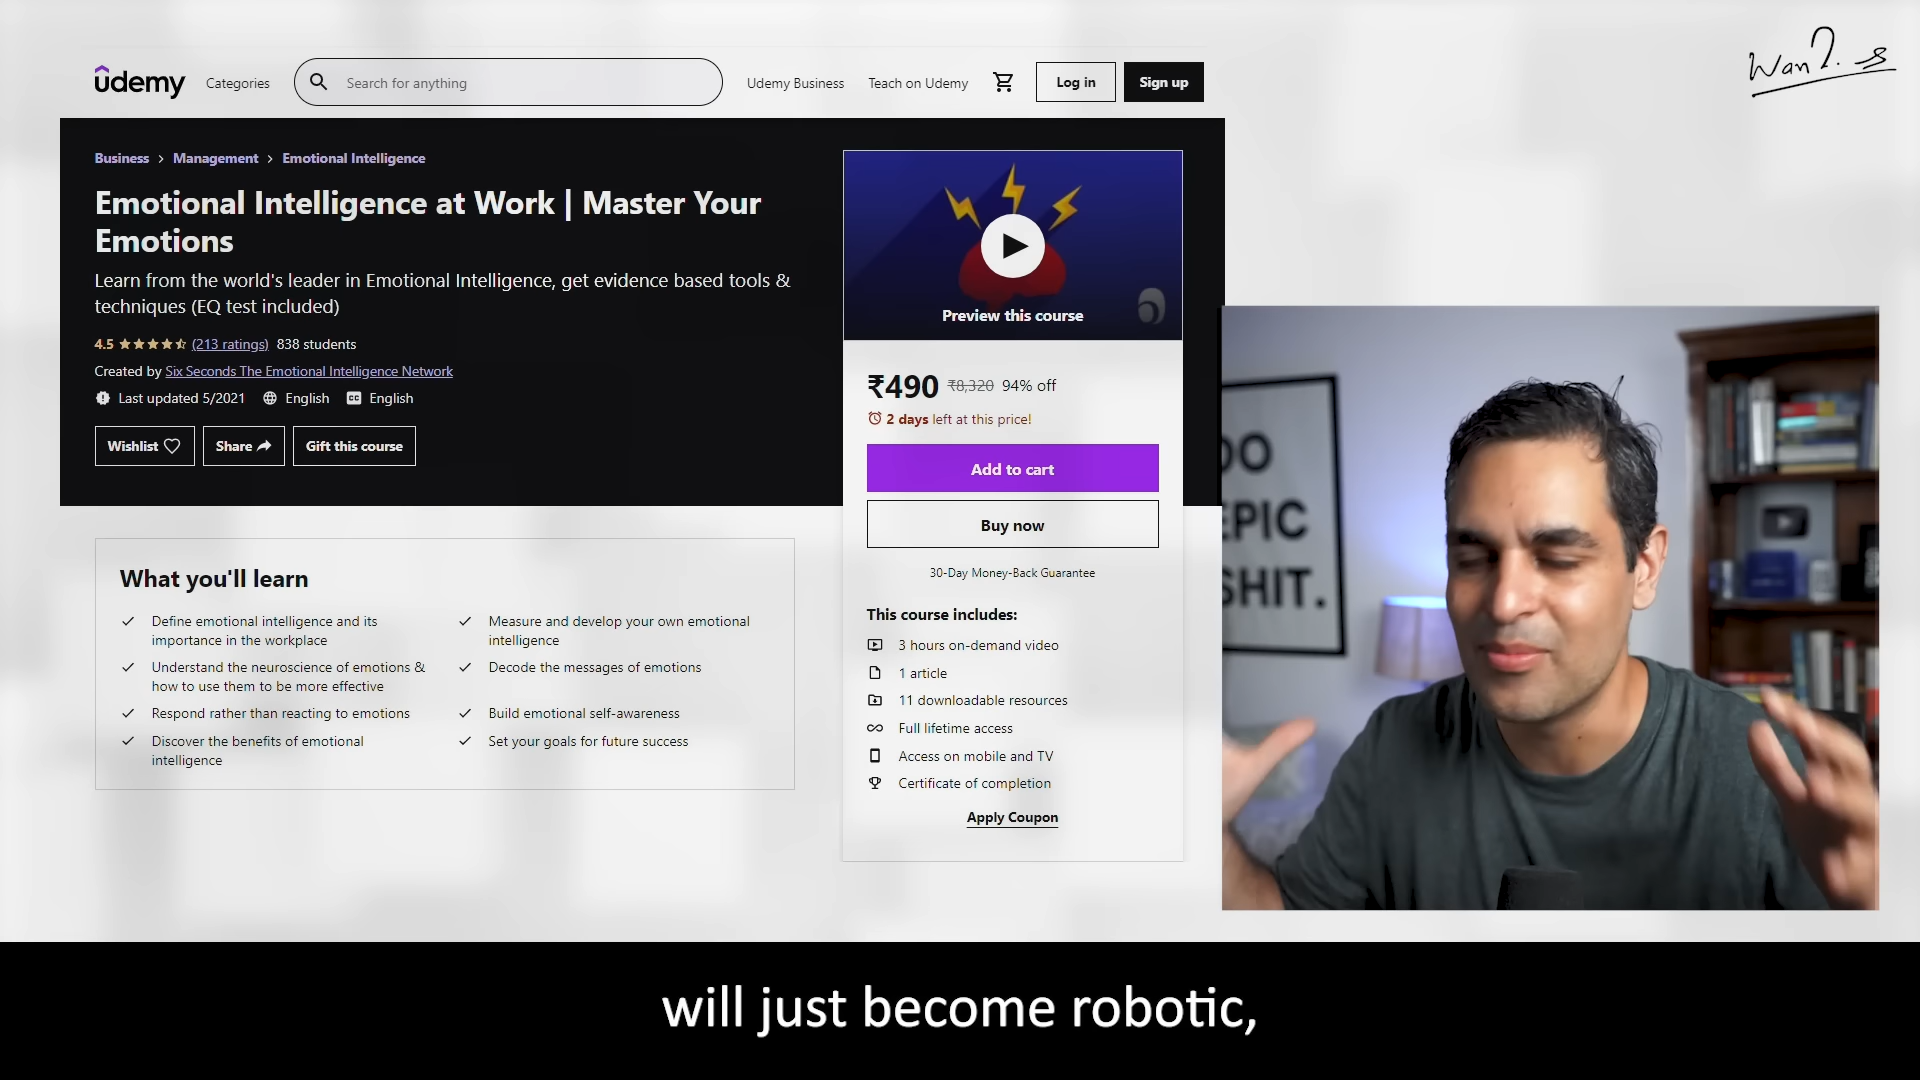 udemy
Categories
Search for anything
Udemy Business
Teach on Udemy
Log in
Sign up
Business > Management > Emotional Intelligence
Emotional Intelligence at Work | Master Your
Emotions
Learn from the world's leader in Emotional Intelligence, get evidence based tools &
techniques (EQ test included)
4.5 (213 ratings) 838 students
Created by Six Seconds The Emotional Intelligence Network
Last updated 5/2021 English English
Wishlist
Share
Gift this course
Preview this course
₹490 ₹8,320 94% off
2 days left at this price!
Add to cart
Buy now
30-Day Money-Back Guarantee
This course includes:
3 hours on-demand video
1 article
11 downloadable resources
Full lifetime access
Access on mobile and TV
Certificate of completion
Apply Coupon
What you'll learn
Define emotional intelligence and its
importance in the workplace
Understand the neuroscience of emotions &
how to use them to be more effective
Respond rather than reacting to emotions
Discover the benefits of emotional
intelligence
Measure and develop your own emotional
intelligence
Decode the messages of emotions
Build emotional self-awareness
Set your goals for future success
DO
EPIC
SHIT.
will just become robotic,